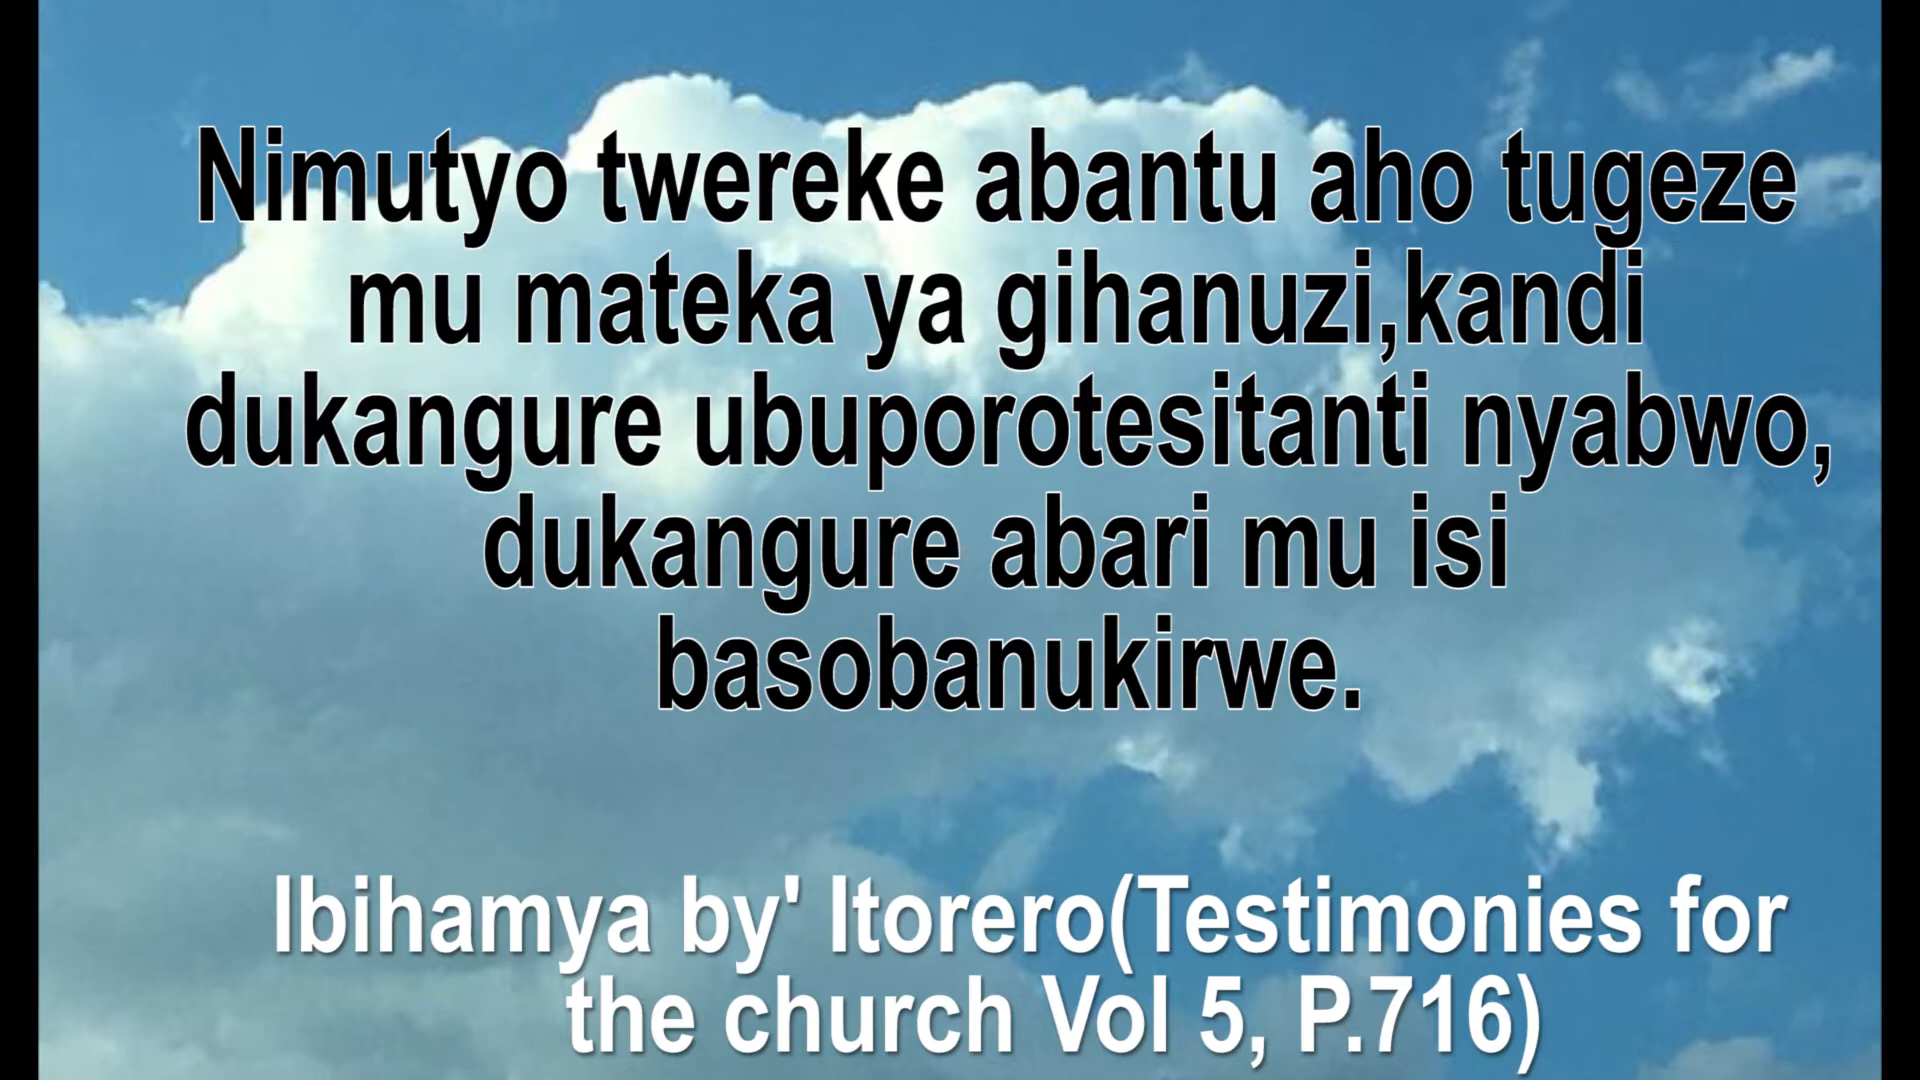 Nimutyo twereke abantu aho tugeze
mu mateka ya gihanuzi,kandi
dukangure ubuporotesitanti nyabwo,
dukangure abari mu isi
basobanukirwe.
Ibihamya by' Itorero(Testimonies for
the church Vol 5, P.716)